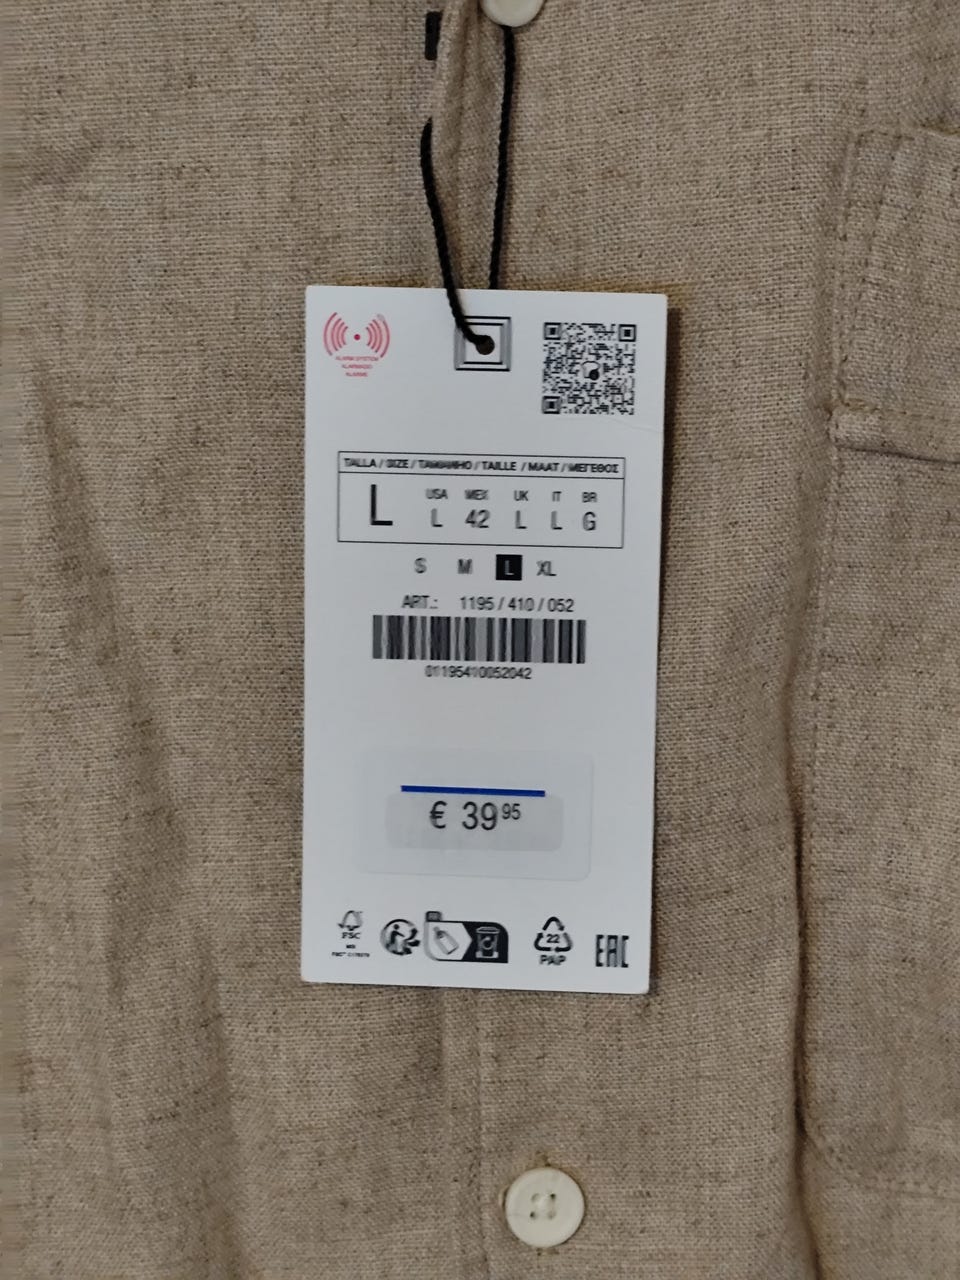 ALARM SYSTEM
ALARMADO
ALARME
TALLA / SIZE / ТАМАНHO / TAILLE / MAAT / ΜΕΓΕΘΟΣ
L
USA MEX UK IT BR
L 42 L L G
S M L XL
ART.: 1195 / 410 / 052
01195410052042
€ 39 95
FSC
22
PAP
EAC